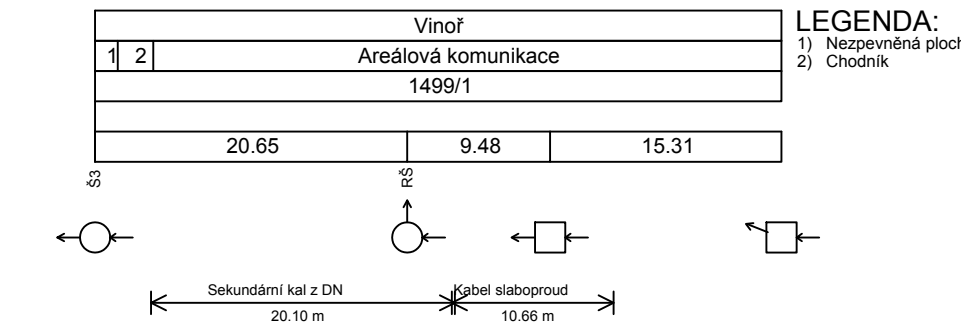 Vinoř
1 2 Areálová komunikace
1499/1
LEGENDA:
1) Nezpevněná ploch
2) Chodník
20.65 9.48 15.31
Š3
RŠ
Sekundární kal z DN
20.10 m
Kabel slaboproud
10.66 m